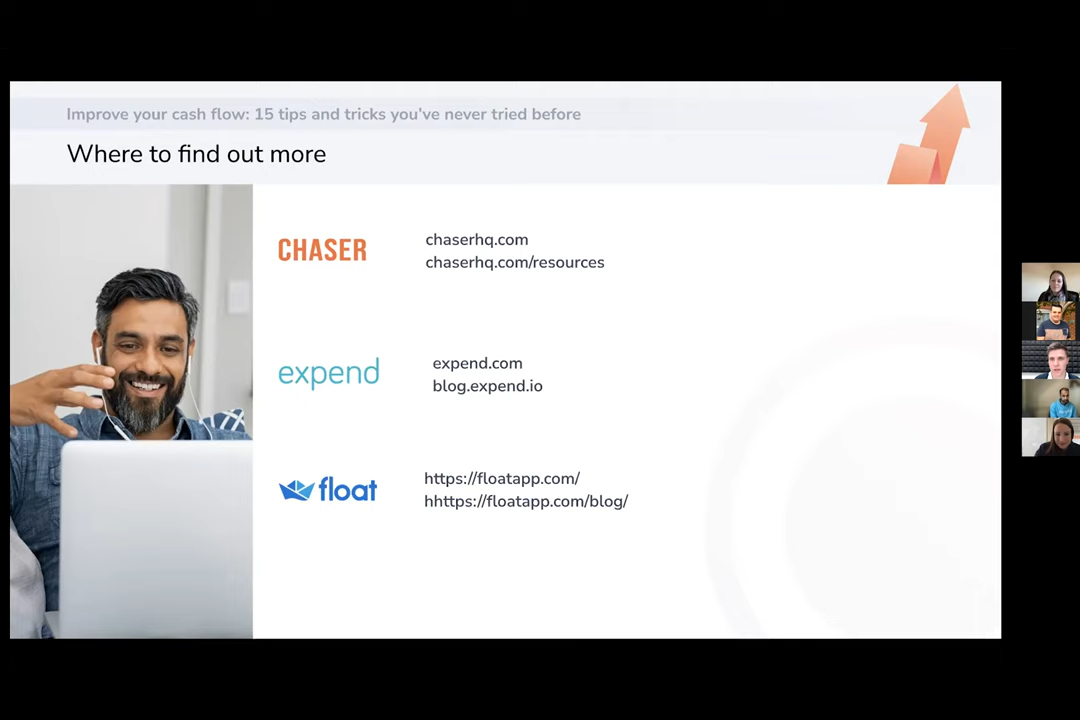 Improve your cash flow: 15 tips and tricks you've never tried before
Where to find out more
CHASER
chaserhq.com
chaserhq.com/resources
expend
expend.com
blog.expend.io
float
https://floatapp.com/
hhttps://floatapp.com/blog/